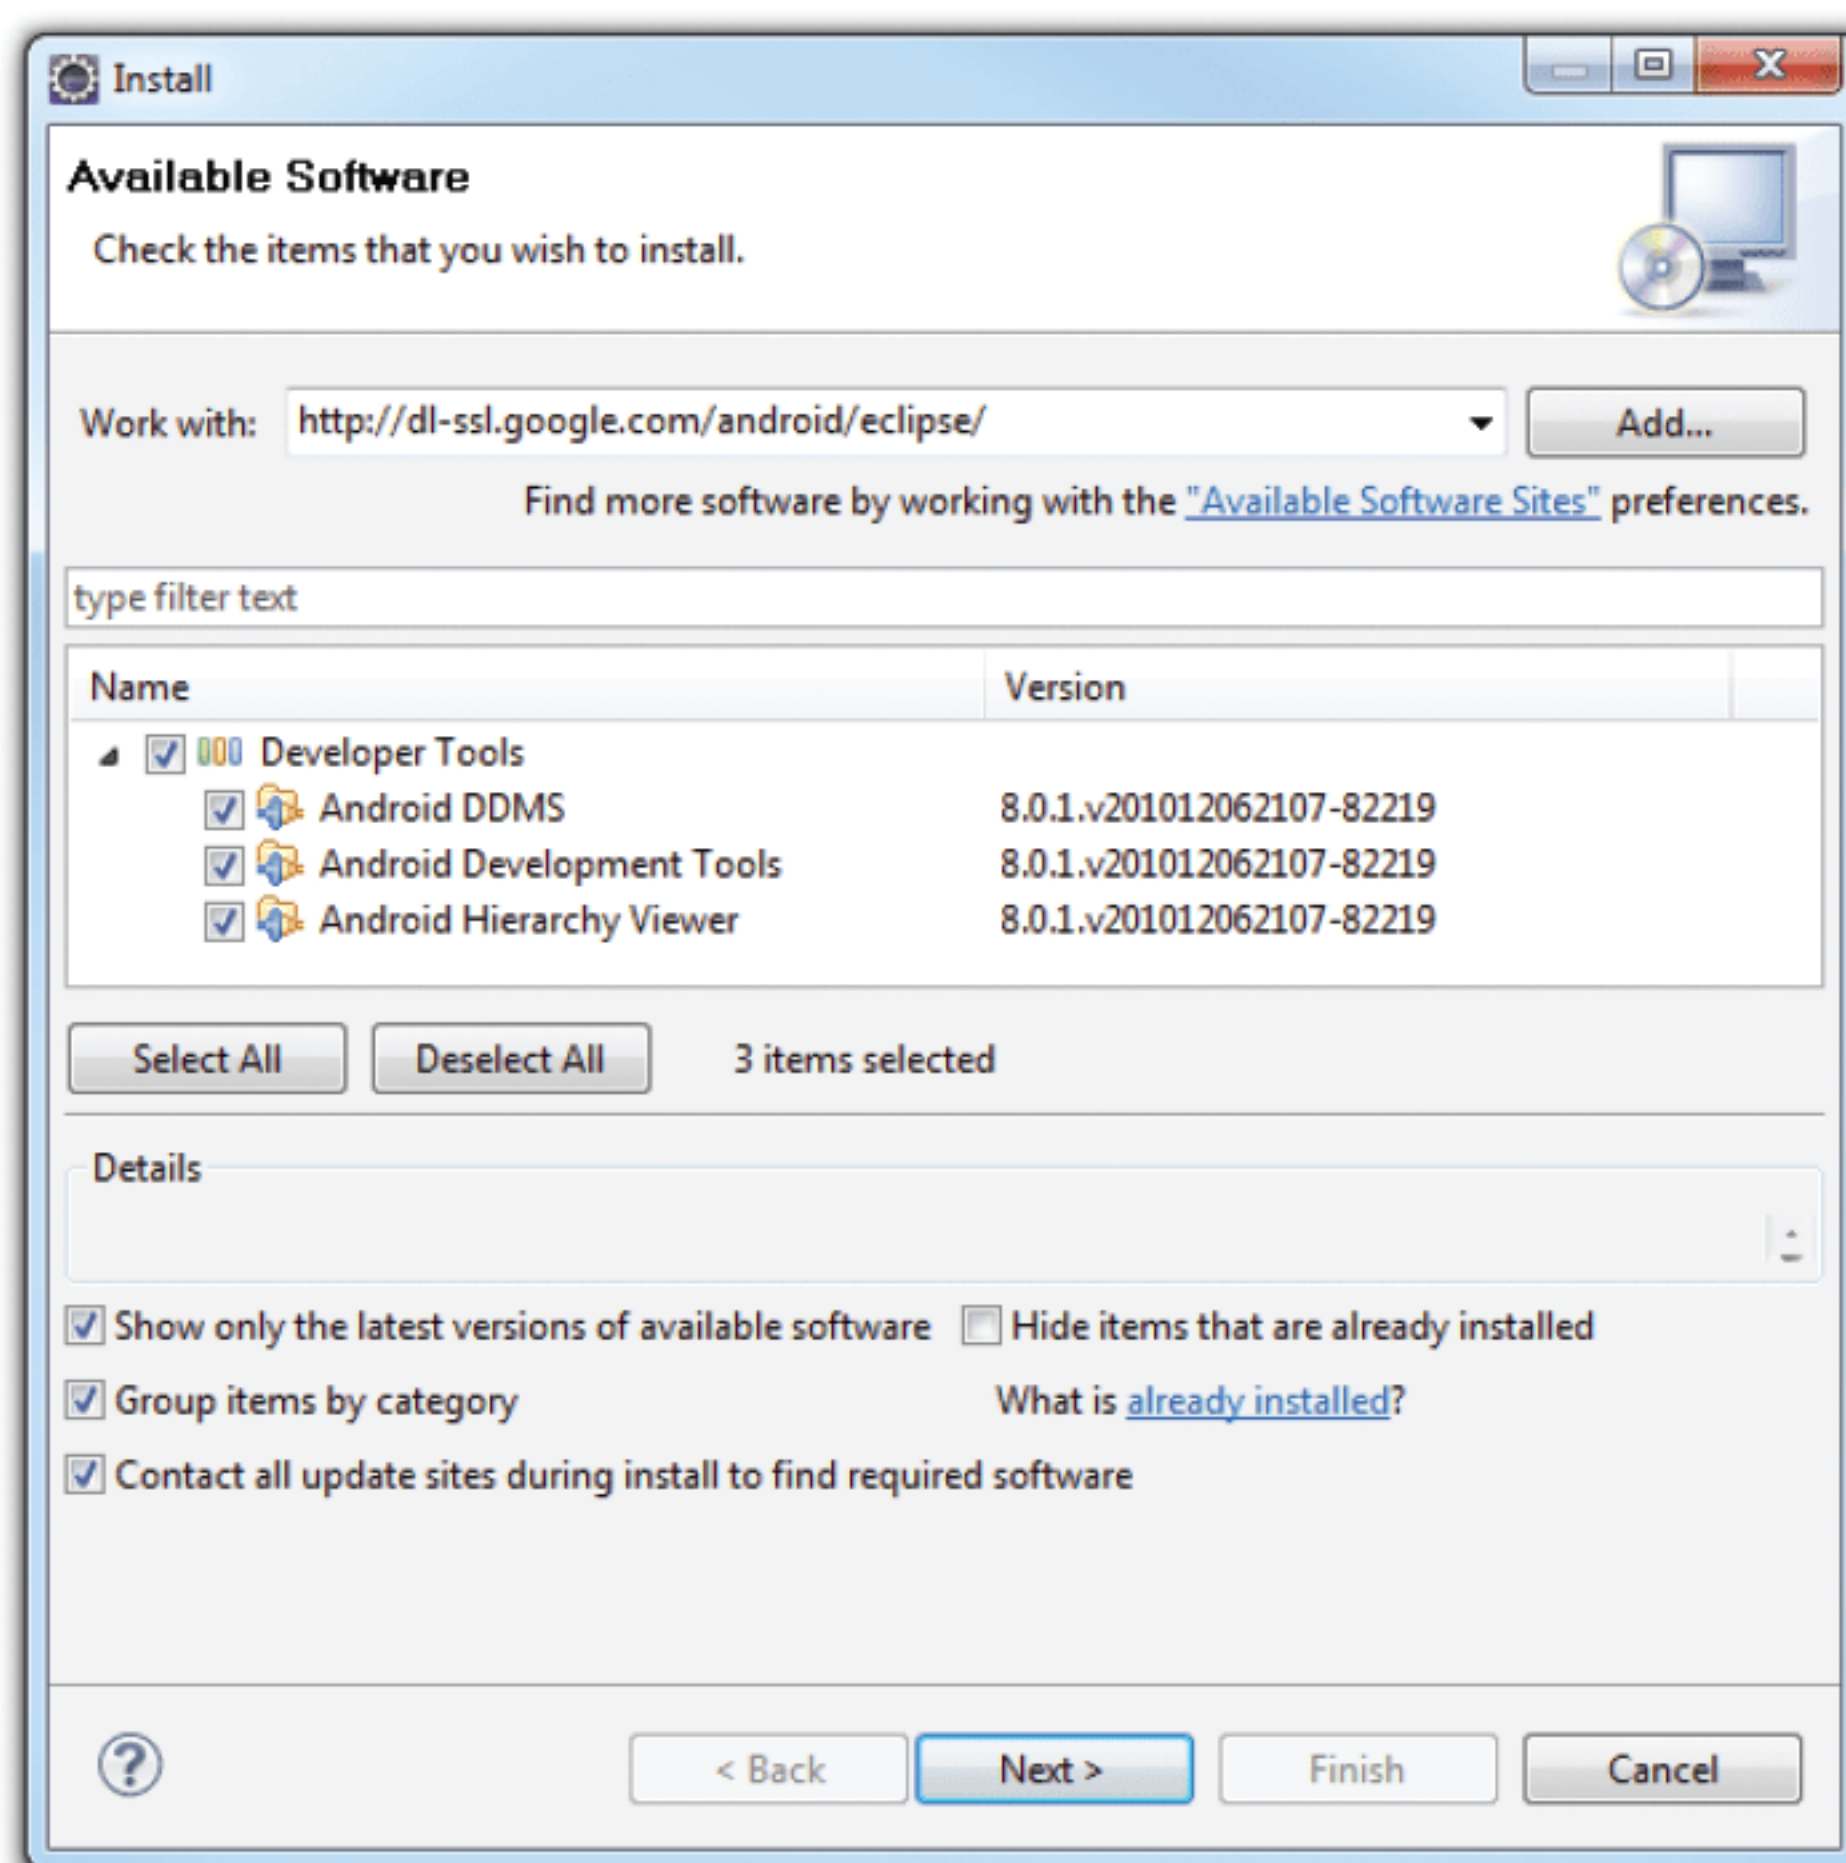 Install
Available Software
Check the items that you wish to install.
Work with: http://dl-ssl.google.com/android/eclipse/ Add...
Find more software by working with the "Available Software Sites" preferences.
type filter text
Name Version
Developer Tools
Android DDMS 8.0.1.v201012062107-82219
Android Development Tools 8.0.1.v201012062107-82219
Android Hierarchy Viewer 8.0.1.v201012062107-82219
Select All Deselect All 3 items selected
Details
Show only the latest versions of available software Hide items that are already installed
Group items by category What is already installed?
Contact all update sites during install to find required software
? < Back Next > Finish Cancel